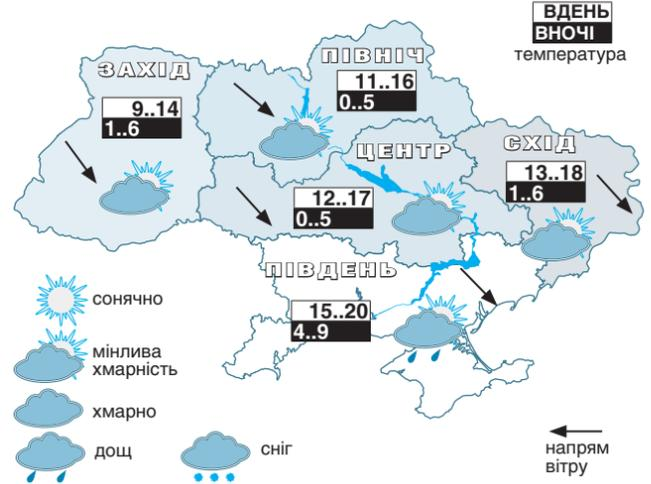 ВДЕНЬ
ВНОЧІ
температура
ПІВНІЧ
11..16
0..5
ЗАХІД
9..14
1..6
ЦЕНТР
12..17
0..5
СХІД
13..18
1..6
ПІВДЕНЬ
15..20
4..9
сонячно
мінлива
хмарність
хмарно
дощ
сніг
напрям
вітру